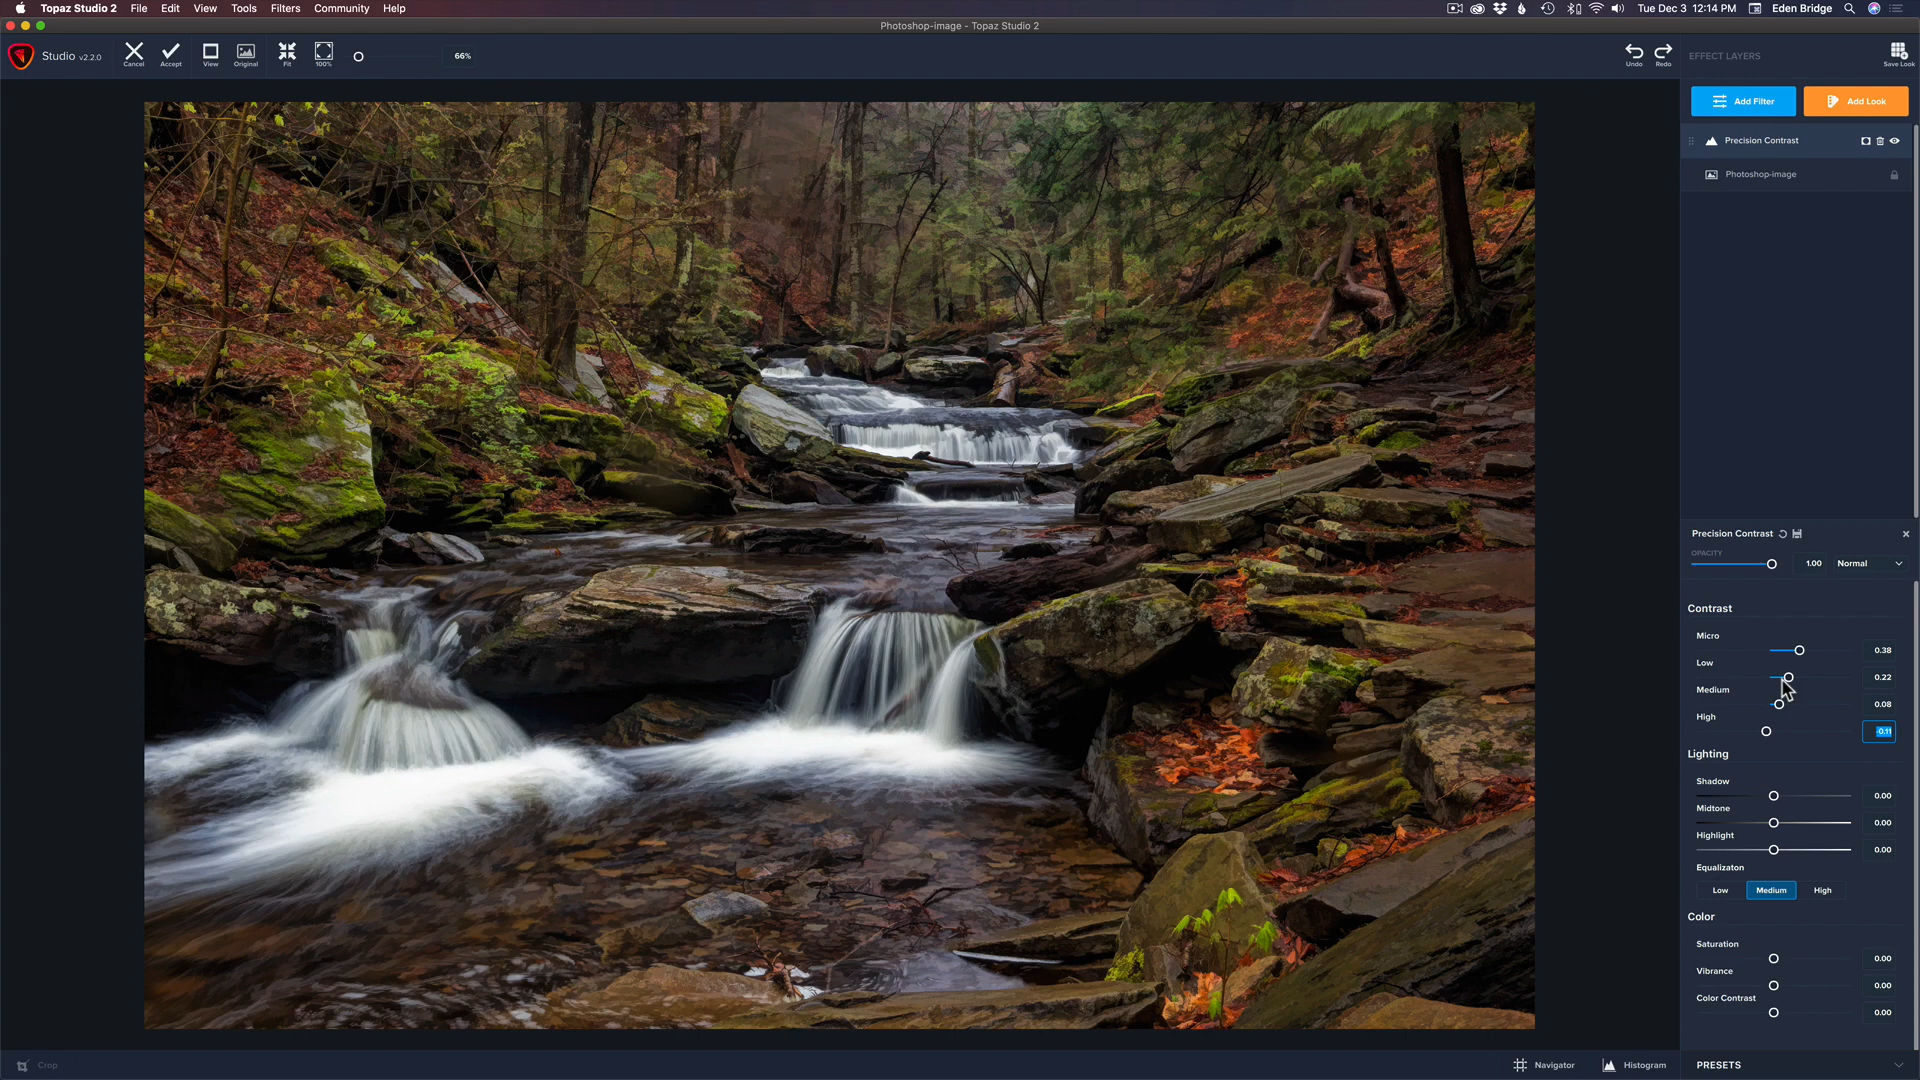 Topaz Studio 2 File Edit View Tools Filters Community Help Tue Dec 3 12:14 PM Eden Bridge
Photoshop-image - Topaz Studio 2
Studio v2.2.0 Cancel Accept View Original Fit 100% 66% Undo Redo EFFECT LAYERS Save Look
Add Filter Add Look
Precision Contrast
Photoshop-image
Precision Contrast
OPACITY
1.00 Normal
Contrast
Micro
0.38
Low
0.22
Medium
0.08
High
-0.11
Lighting
Shadow
0.00
Midtone
0.00
Highlight
0.00
Equalizaton
Low Medium High
Color
Saturation
0.00
Vibrance
0.00
Color Contrast
0.00
Crop Navigator Histogram PRESETS